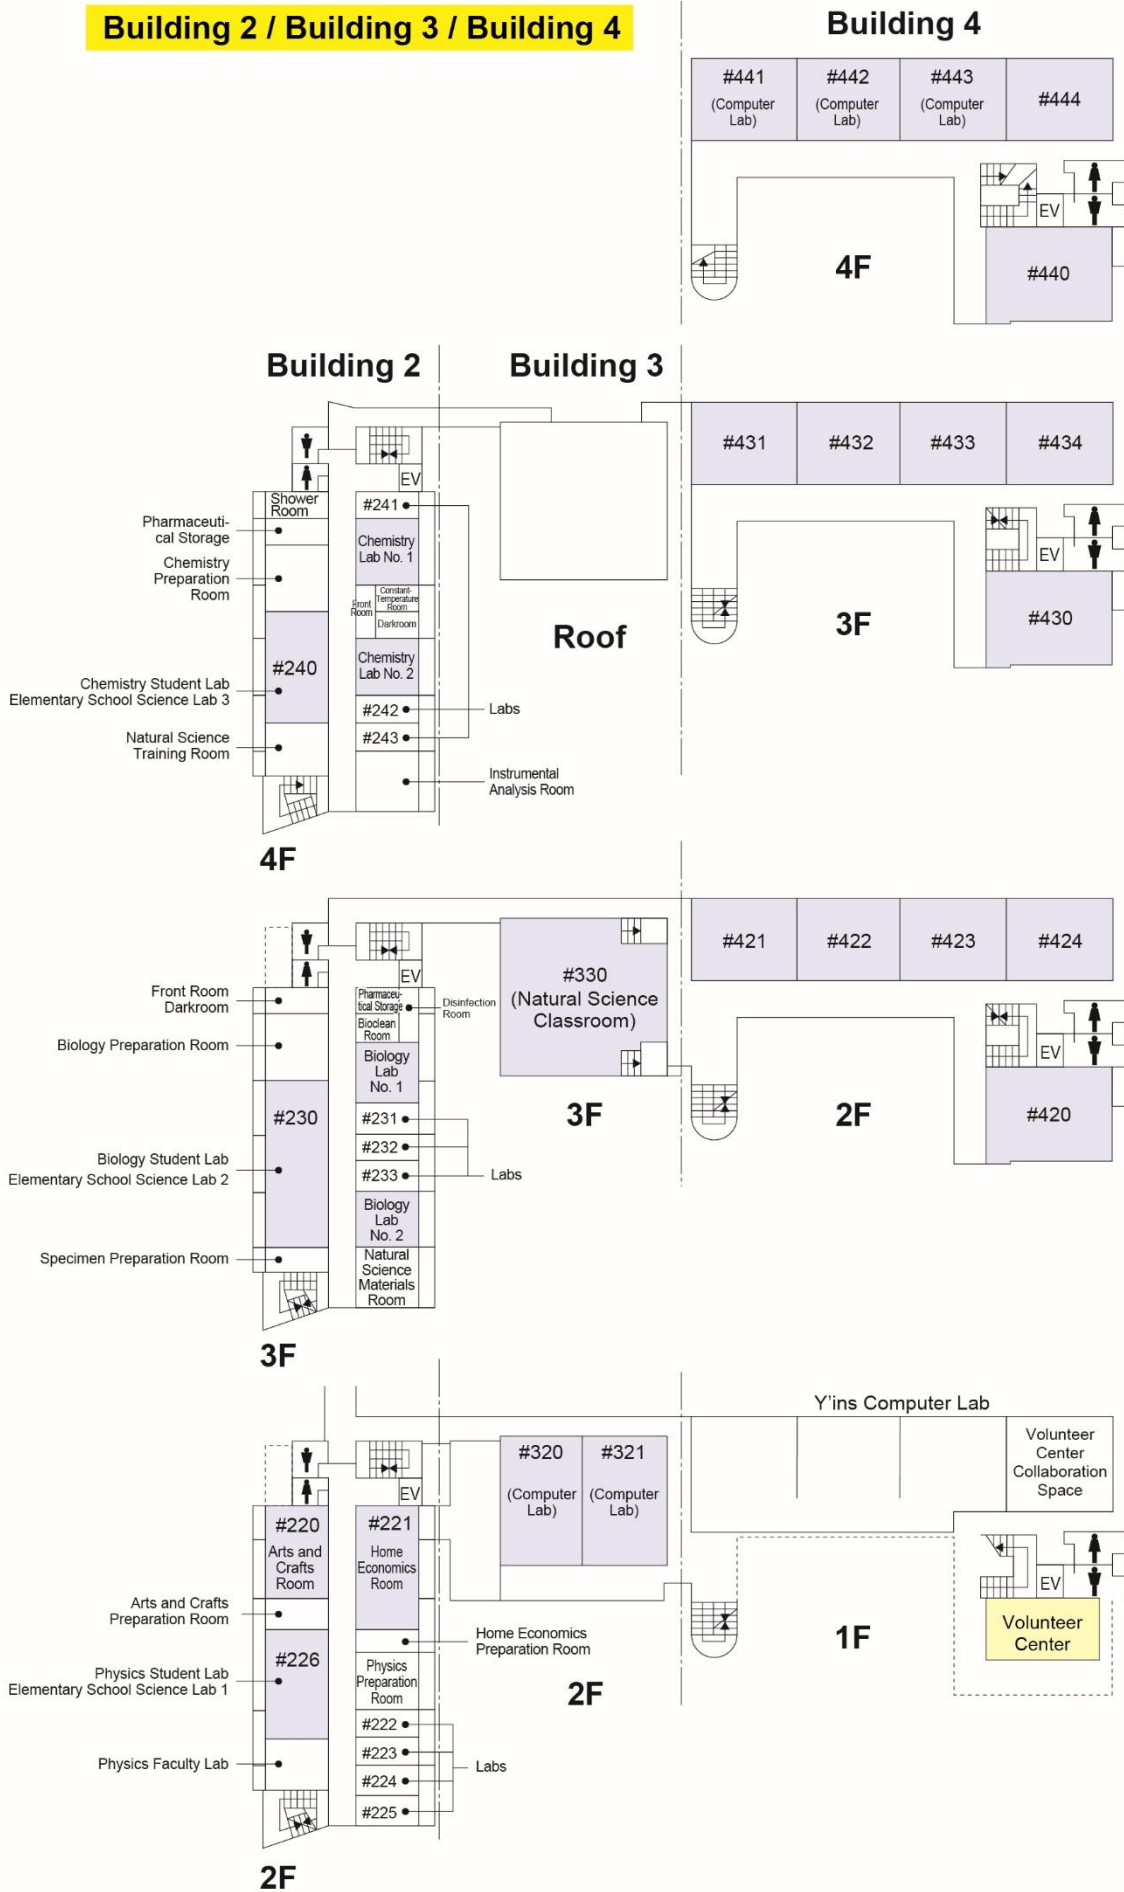 Building 2 / Building 3 / Building 4
Building 4
#441
(Computer
Lab)
#442
(Computer
Lab)
#443
(Computer
Lab)
#444
EV
#440
4F
Building 2
Building 3
EV
Shower
Room
Pharmaceuti-
cal Storage
Chemistry
Preparation
Room
#240
Chemistry Student Lab
Elementary School Science Lab 3
Natural Science
Training Room
#241
Chemistry
Lab No. 1
Front
Room
Constant-
Temperature
Room
Darkroom
Chemistry
Lab No. 2
#242
#243
Labs
Instrumental
Analysis Room
4F
Roof
#431
#432
#433
#434
EV
#430
3F
EV
Front Room
Darkroom
Biology Preparation Room
#230
Biology Student Lab
Elementary School Science Lab 2
Specimen Preparation Room
Pharmaceu-
tical Storage
Disinfection
Room
Bioclean
Room
Biology
Lab
No. 1
#231
#232
#233
Labs
Biology
Lab
No. 2
Natural
Science
Materials
Room
3F
#330
(Natural Science
Classroom)
3F
#421
#422
#423
#424
EV
#420
2F
EV
#220
Arts and
Crafts
Room
Arts and Crafts
Preparation Room
#226
Physics Student Lab
Elementary School Science Lab 1
Physics Faculty Lab
#221
Home
Economics
Room
Home Economics
Preparation Room
Physics
Preparation
Room
#222
#223
#224
#225
Labs
2F
#320
(Computer
Lab)
#321
(Computer
Lab)
2F
Y'ins Computer Lab
Volunteer
Center
Collaboration
Space
EV
Volunteer
Center
1F